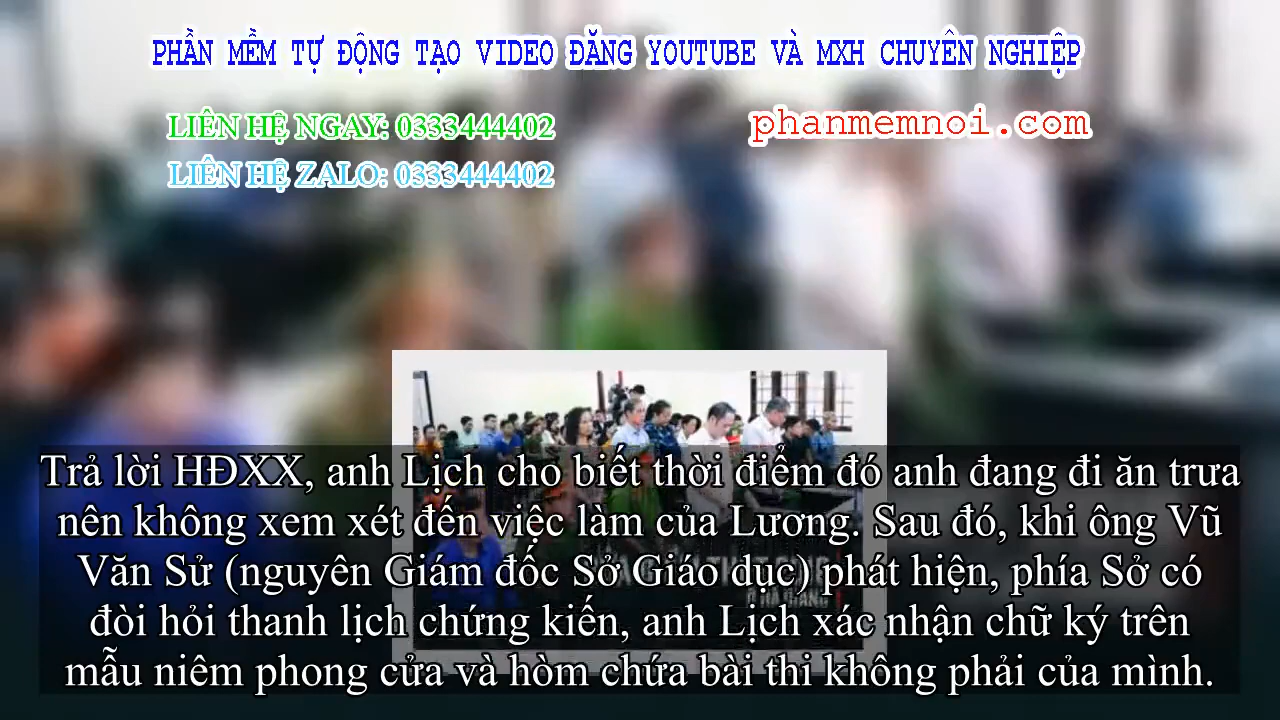 PHẦN MỀM TỰ ĐỘNG TẠO VIDEO ĐĂNG YOUTUBE VÀ MXH CHUYÊN NGHIỆP
LIÊN HỆ NGAY: 0333444402
phanmemnoi.com
LIÊN HỆ ZALO: 0333444402
Trả lời HĐXX, anh Lịch cho biết thời điểm đó anh đang đi ăn trưa
nên không xem xét đến việc làm của Lương. Sau đó, khi ông Vũ
Văn Sử (nguyên Giám đốc Sở Giáo dục) phát hiện, phía Sở có
đòi hỏi thanh lịch chứng kiến, anh Lịch xác nhận chữ ký trên
mẫu niêm phong cửa và hòm chứa bài thi không phải của mình.